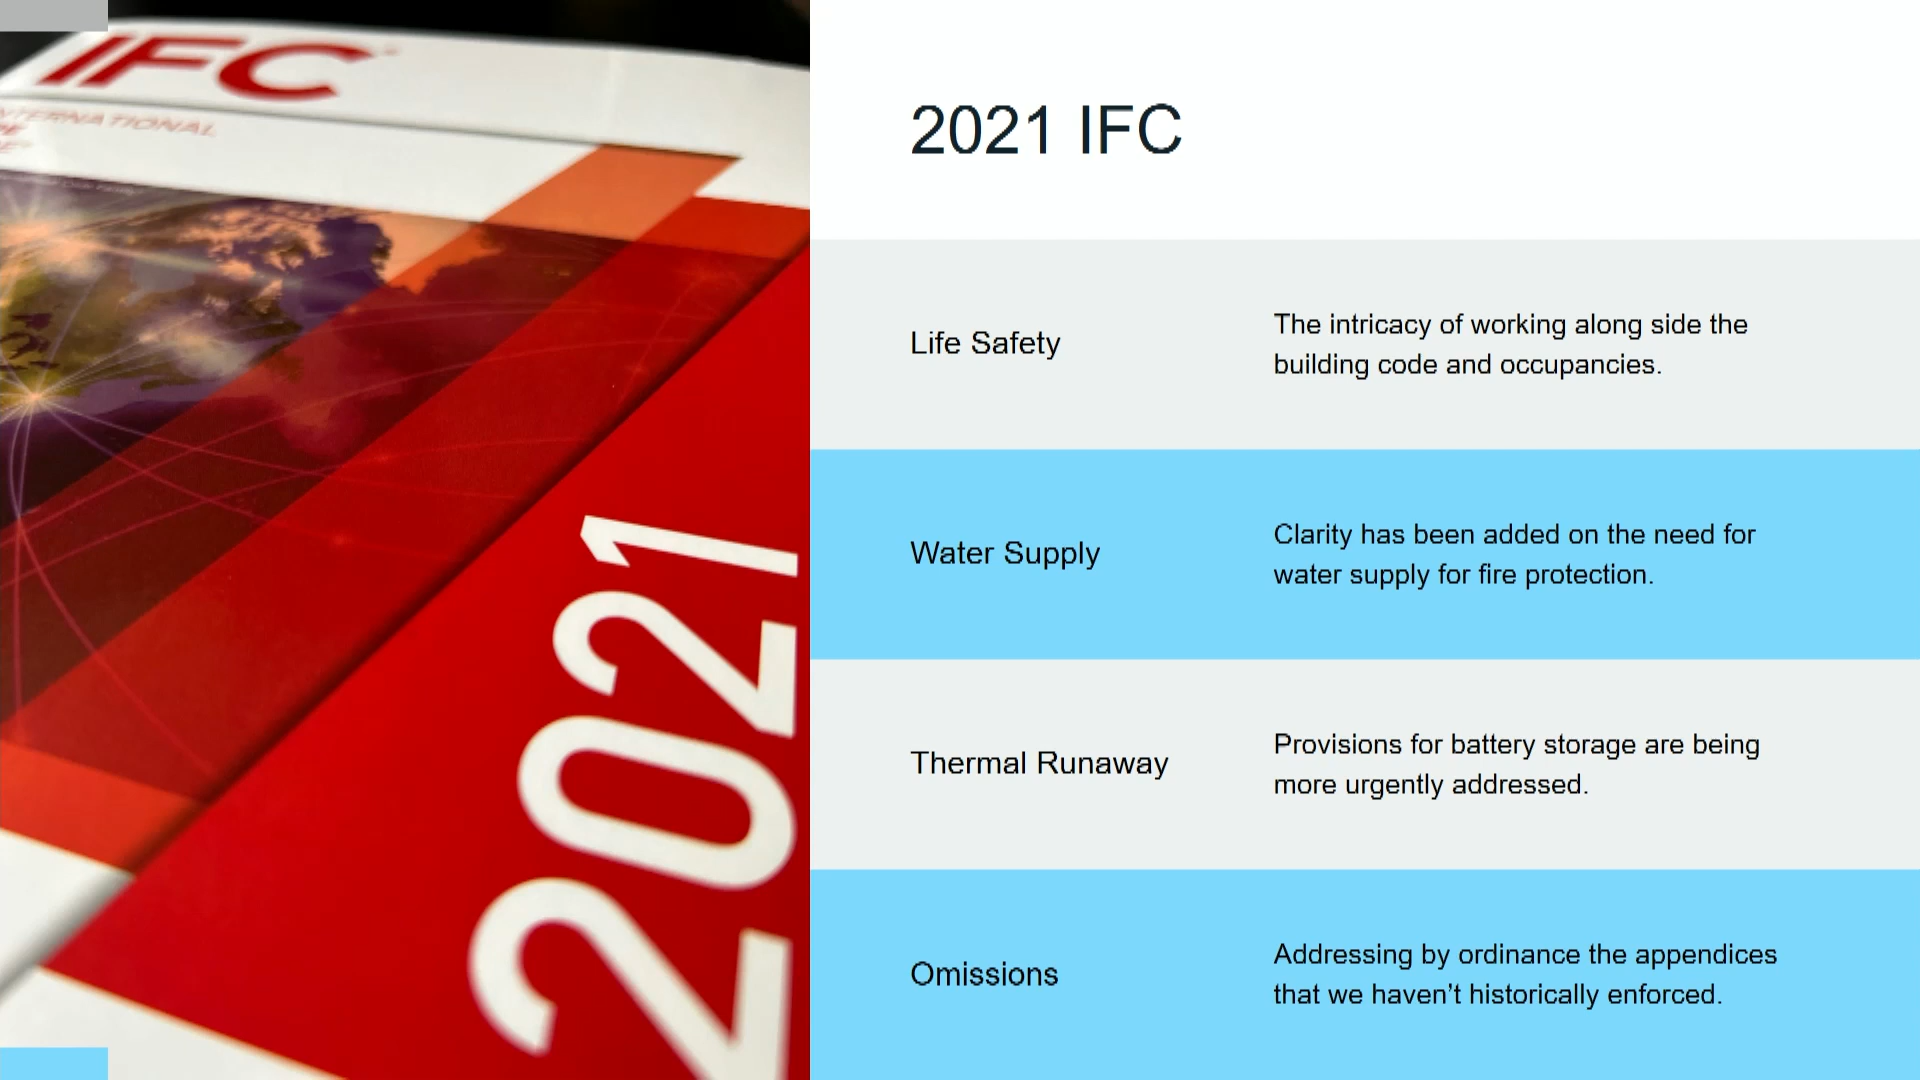 IFC
INTERNATIONAL
2021
2021 IFC
Life Safety
The intricacy of working along side the
building code and occupancies.
Water Supply
Clarity has been added on the need for
water supply for fire protection.
Thermal Runaway
Provisions for battery storage are being
more urgently addressed.
Omissions
Addressing by ordinance the appendices
that we haven’t historically enforced.